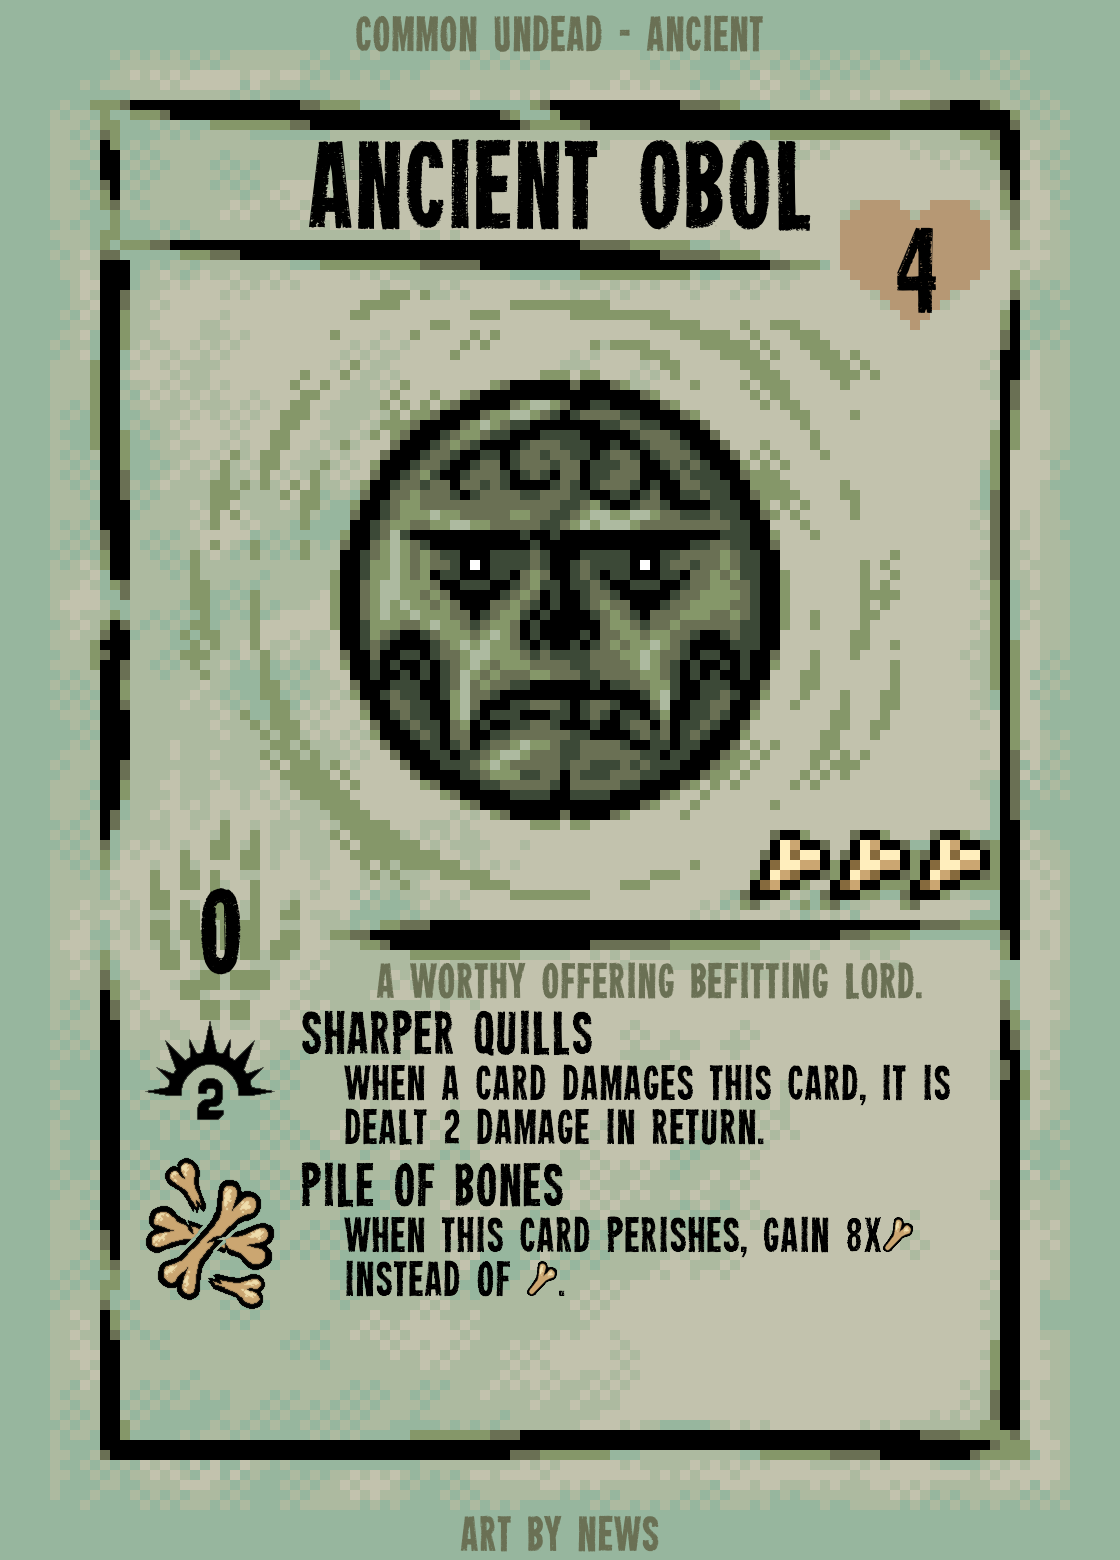 COMMON UNDEAD - ANCIENT
ANCIENT OBOL
4
0
A WORTHY OFFERING BEFITTING LORD.
SHARPER QUILLS
2
WHEN A CARD DAMAGES THIS CARD, IT IS
DEALT 2 DAMAGE IN RETURN.
PILE OF BONES
WHEN THIS CARD PERISHES, GAIN 8X
INSTEAD OF .
ART BY NEWS